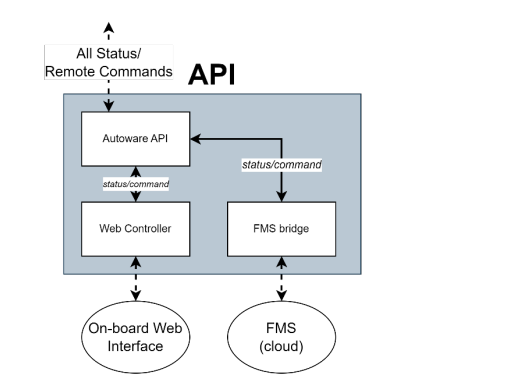 All Status/
Remote Commands
API
Autoware API
status/command
status/command
Web Controller
FMS bridge
On-board Web
Interface
FMS
(cloud)